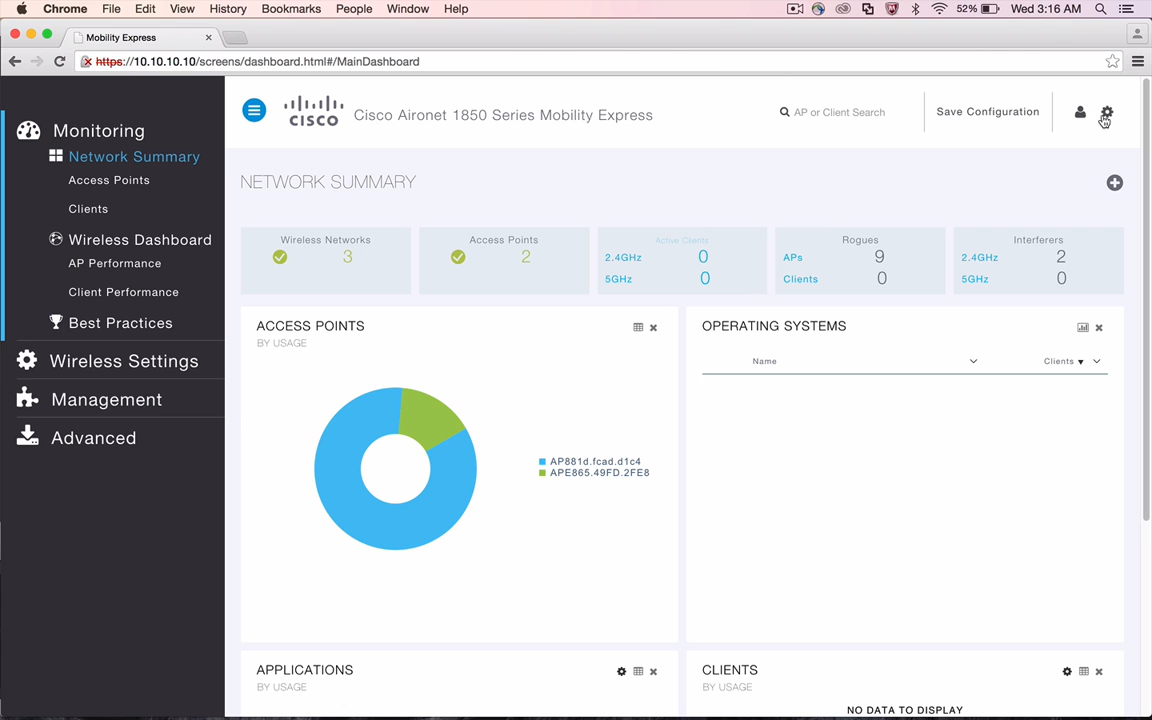 Chrome File Edit View History Bookmarks People Window Help 52% Wed 3:16 AM
Mobility Express
https://10.10.10.10/screens/dashboard.html#/MainDashboard
Monitoring
Network Summary
Access Points
Clients
Wireless Dashboard
AP Performance
Client Performance
Best Practices
Wireless Settings
Management
Advanced
CISCO Cisco Aironet 1850 Series Mobility Express
AP or Client Search
Save Configuration
NETWORK SUMMARY
Wireless Networks
3
Access Points
2
Active Clients
2.4GHz 0
5GHz 0
Rogues
APs 9
Clients 0
Interferers
2.4GHz 2
5GHz 0
ACCESS POINTS
BY USAGE
AP881d.fcad.d1c4
APE865.49FD.2FE8
OPERATING SYSTEMS
Name Clients
APPLICATIONS
BY USAGE
CLIENTS
BY USAGE
NO DATA TO DISPLAY